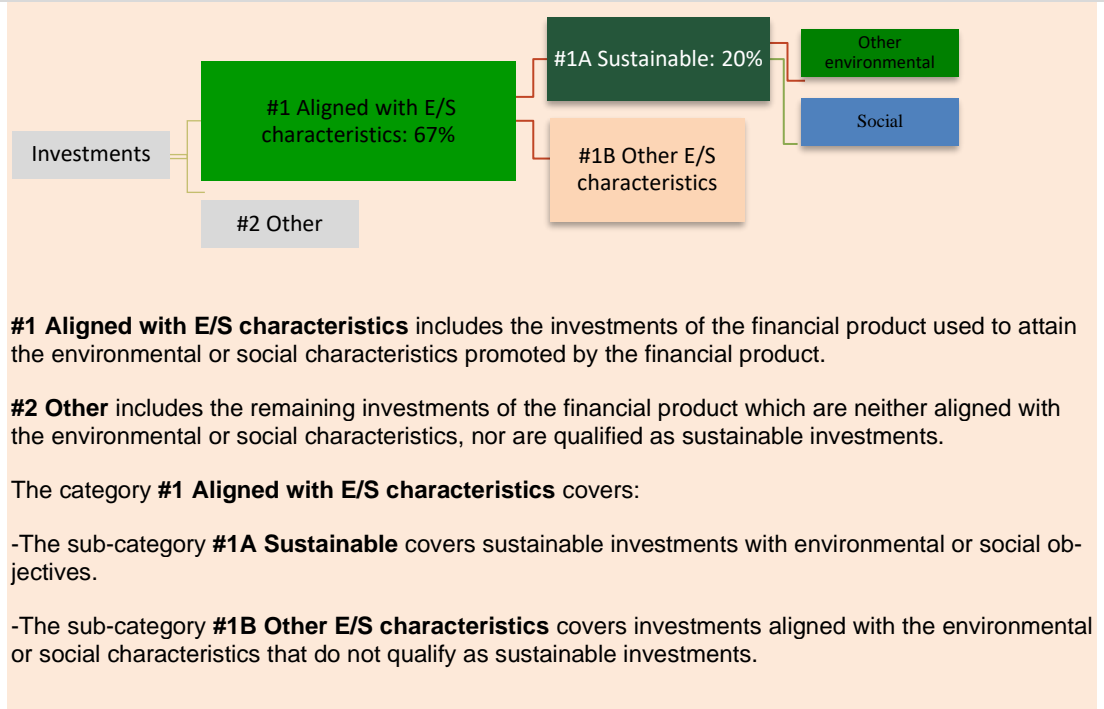 Investments
#1 Aligned with E/S
characteristics: 67%
#2 Other
#1A Sustainable: 20%
#1B Other E/S
characteristics
Other
environmental
Social
#1 Aligned with E/S characteristics includes the investments of the financial product used to attain
the environmental or social characteristics promoted by the financial product.
#2 Other includes the remaining investments of the financial product which are neither aligned with
the environmental or social characteristics, nor are qualified as sustainable investments.
The category #1 Aligned with E/S characteristics covers:
-The sub-category #1A Sustainable covers sustainable investments with environmental or social ob-
jectives.
-The sub-category #1B Other E/S characteristics covers investments aligned with the environmental
or social characteristics that do not qualify as sustainable investments.